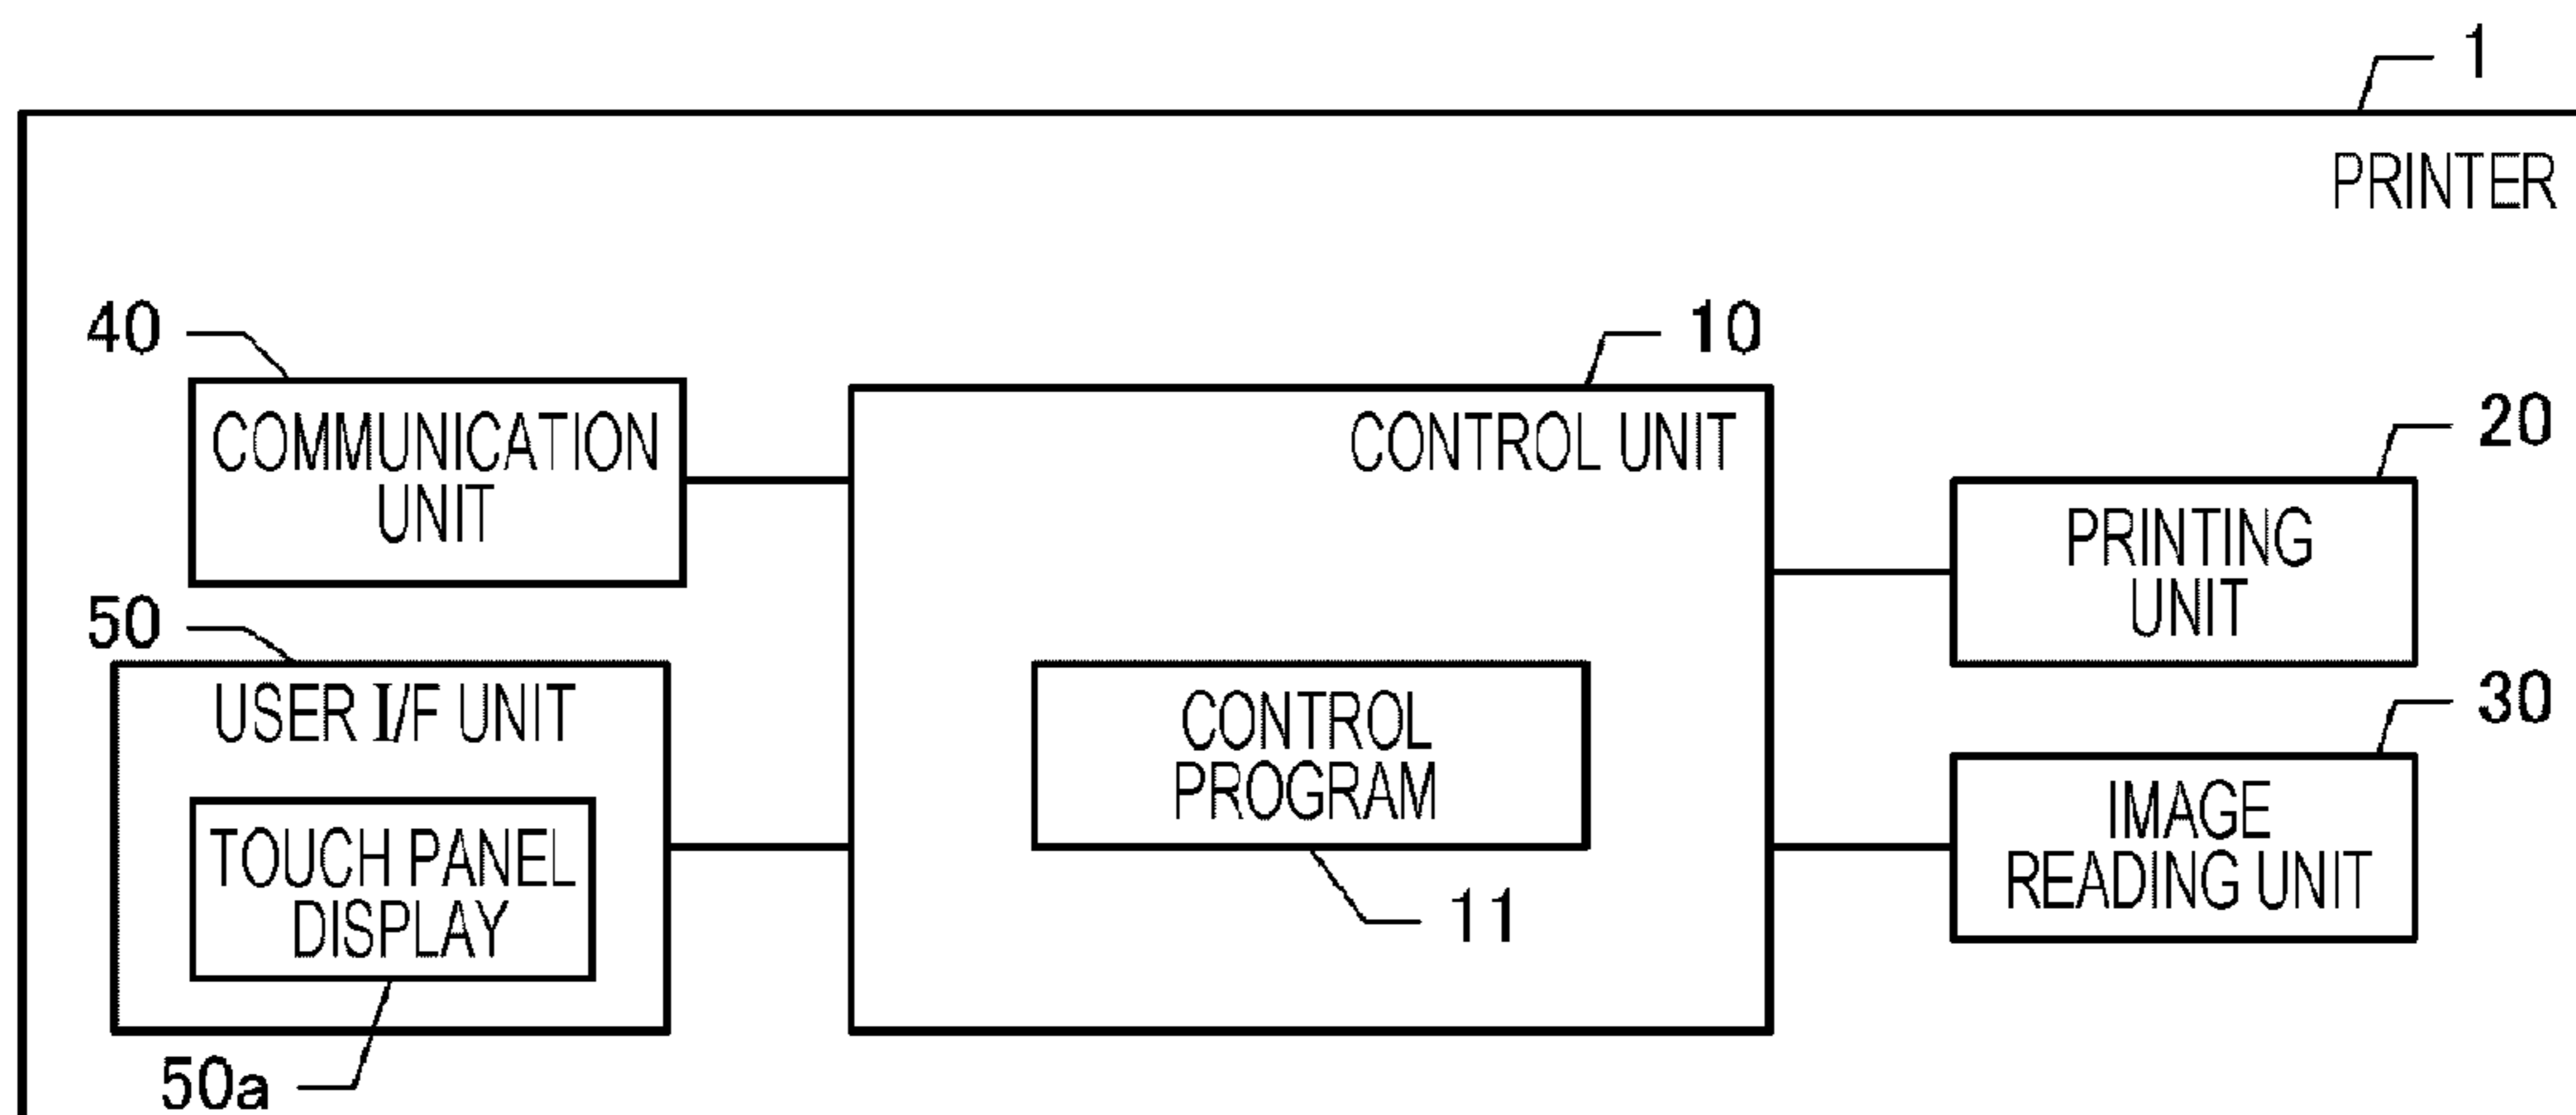 1
PRINTER
40
COMMUNICATION
UNIT
10
CONTROL UNIT
20
PRINTING
UNIT
50
USER I/F UNIT
TOUCH PANEL
DISPLAY
50a
CONTROL
PROGRAM
11
30
IMAGE
READING UNIT